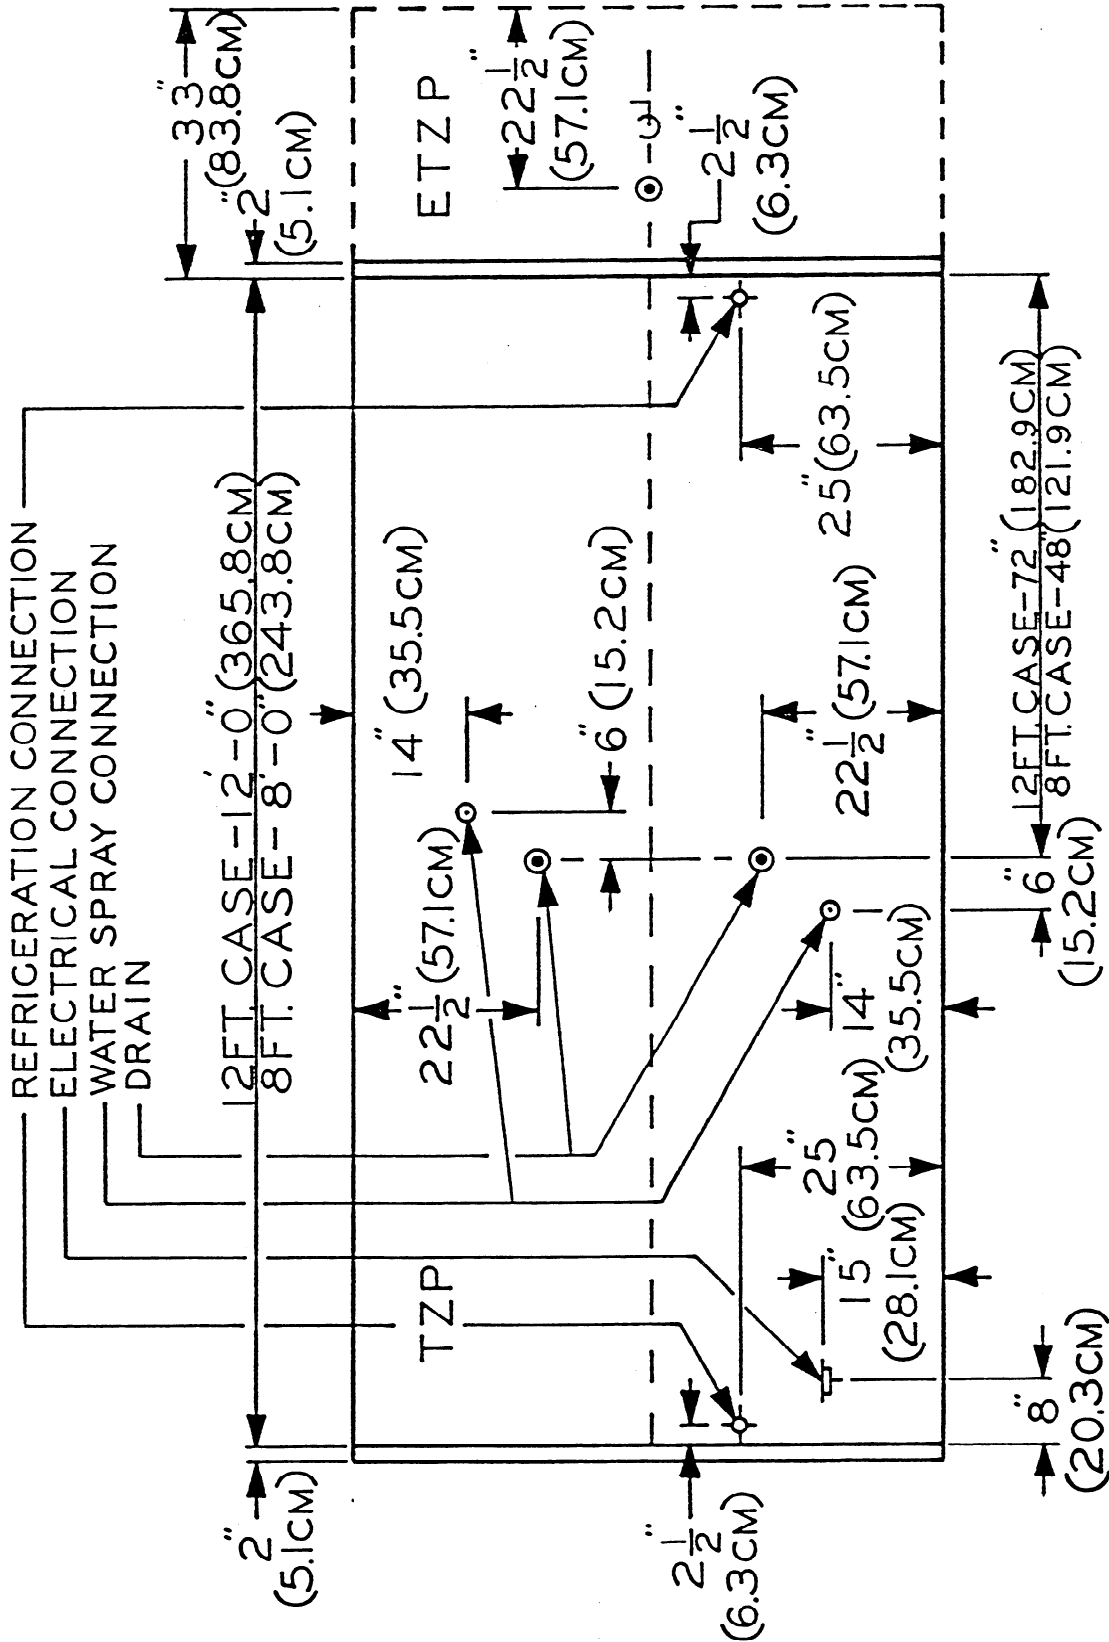 REFRIGERATION CONNECTION
ELECTRICAL CONNECTION
WATER SPRAY CONNECTION
DRAIN
2"
(5.1CM)
12FT. CASE-12'-0" (365.8CM)
8FT. CASE-8'-0" (243.8CM)
2"
(5.1CM)
33"
(83.8CM)
TZP
22 1/2" (57.1CM)
14" (35.5CM)
6" (15.2CM)
ETZP
22 1/2"
(57.1CM)
CL
2 1/2"
(6.3CM)
2 1/2"
(6.3CM)
25"
(63.5CM)
15"
(28.1CM)
14"
(35.5CM)
22 1/2" (57.1CM)
25" (63.5CM)
8"
(20.3CM)
6"
(15.2CM)
12FT. CASE-72" (182.9CM)
8FT. CASE-48" (121.9CM)